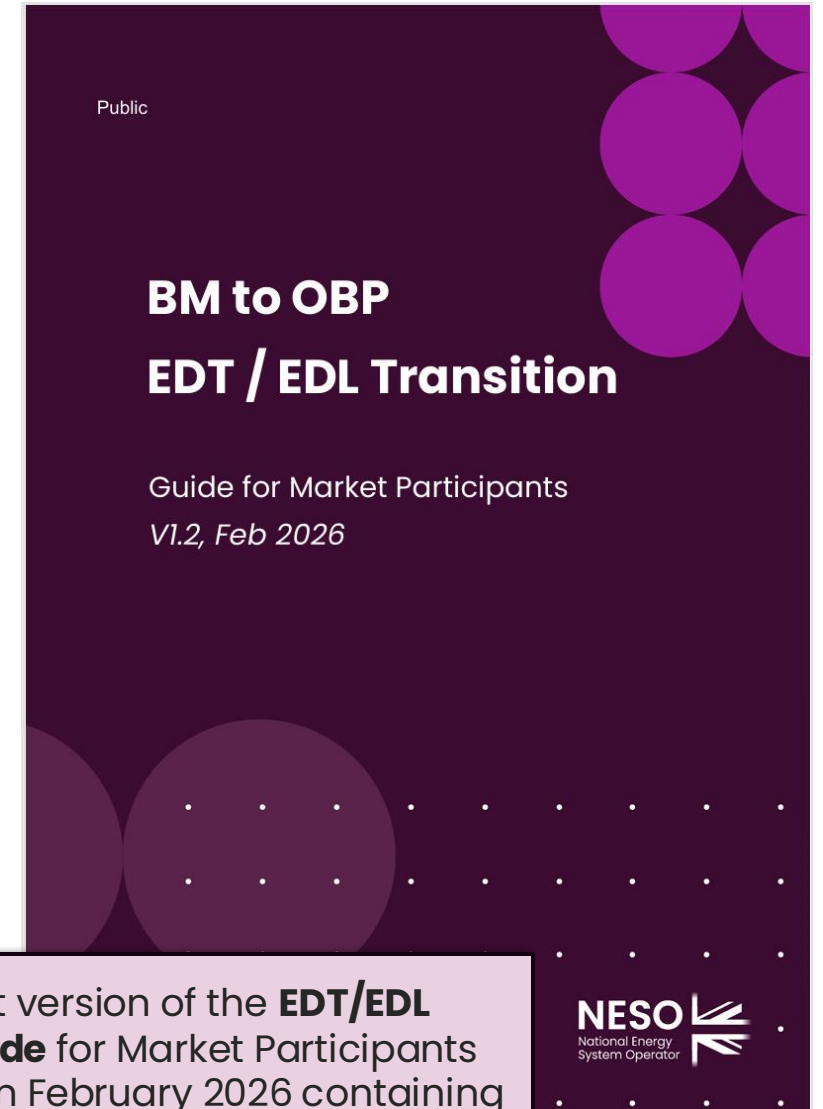 Public
BM to OBP
EDT / EDL Transition
Guide for Market Participants
V1.2, Feb 2026
version of the EDT/EDL
for Market Participants
February 2026 containing
NESO
National Energy
System Operator